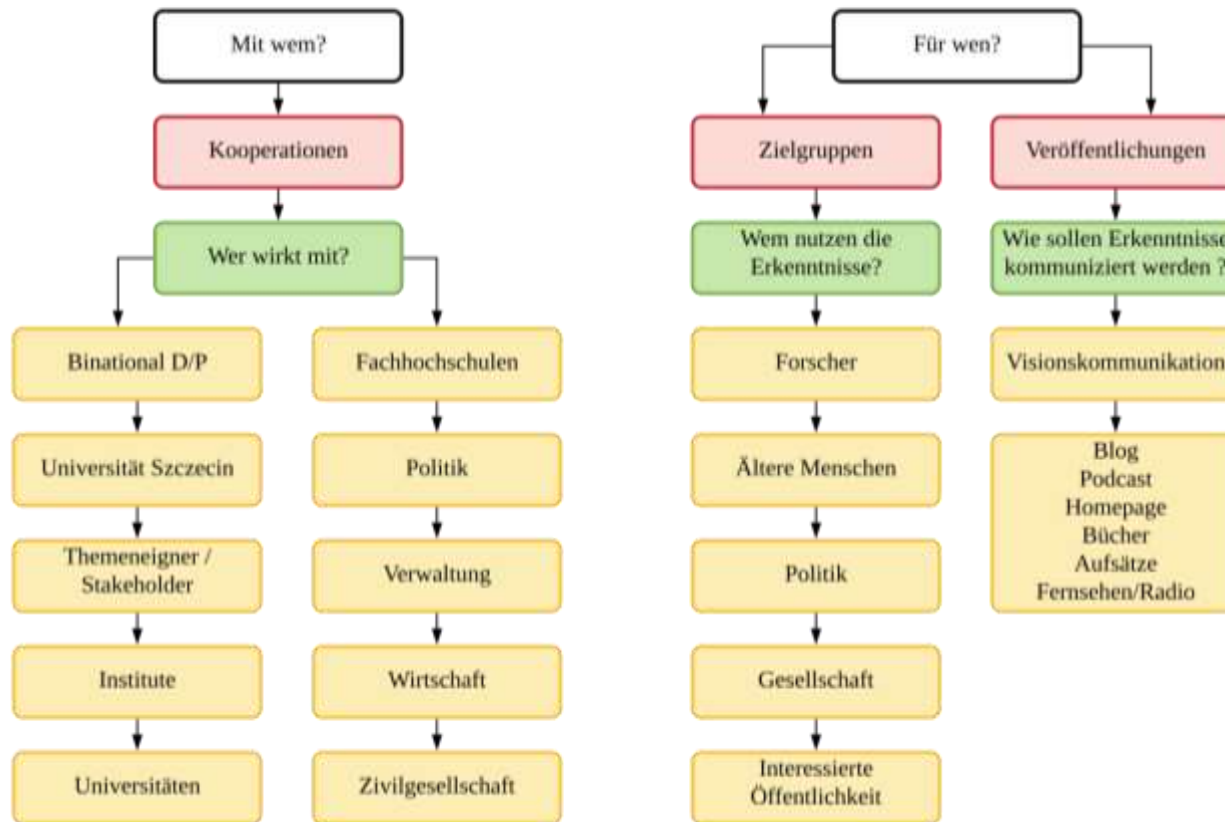 Mit wem?
Kooperationen
Wer wirkt mit?
Binational D/P
Universität Szczecin
Themeneigner /
Stakeholder
Institute
Universitäten
Fachhochschulen
Politik
Verwaltung
Wirtschaft
Zivilgesellschaft
Für wen?
Zielgruppen
Wem nutzen die
Erkenntnisse?
Forscher
Ältere Menschen
Politik
Gesellschaft
Interessierte
Öffentlichkeit
Veröffentlichungen
Wie sollen Erkenntnisse
kommuniziert werden ?
Visionskommunikation
Blog
Podcast
Homepage
Bücher
Aufsätze
Fernsehen/Radio